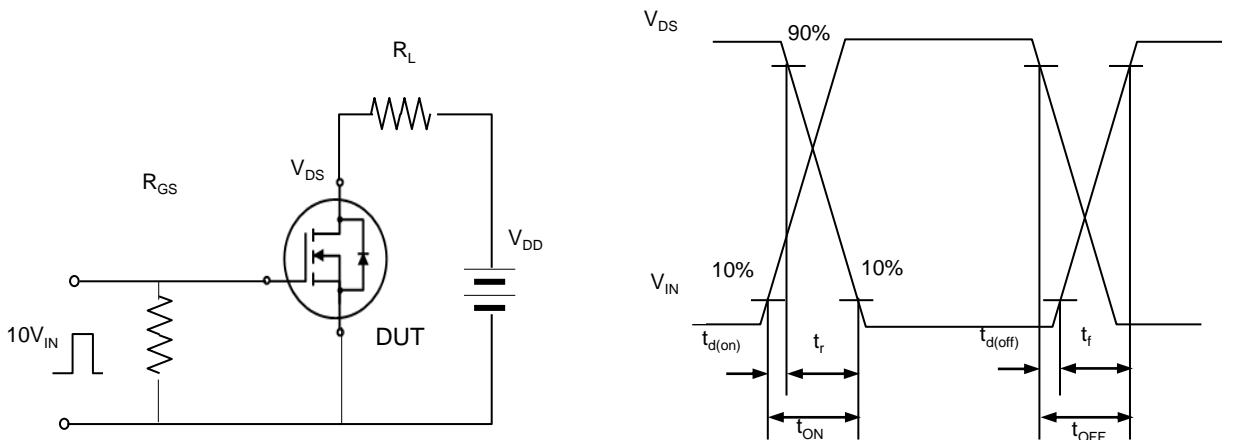 R_L
V_DS
R_GS
V_DD
10V_IN
DUT
V_DS
90%
10%
10%
V_IN
t_d(on)
t_r
t_d(off)
t_f
t_ON
t_OFF